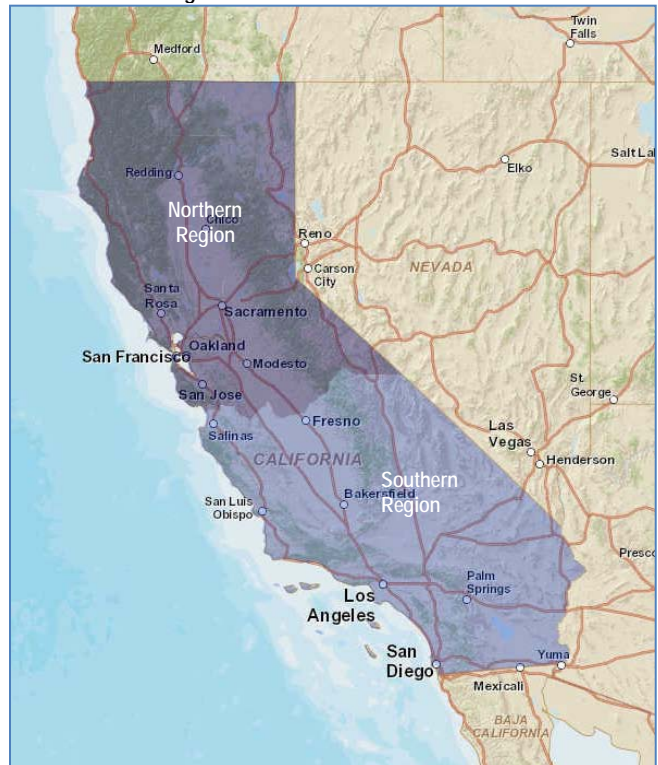 Twin
Falls
Medford
Salt Lak
Redding
Elko
Northern
Chico
Region
Reno
Carson
City
NEVADA
Santa
Rosa
Sacramento
Oakland
San Francisco
Modesto
San Jose
St.
George
Fresno
Las
Vegas
Salinas
Henderson
CALIFORNIA
Southern
Region
Bakersfield
San Luis
Obispo
Presco
Palm
Springs
Los
Angeles
San
Diego
Yuma
Mexicali
BAJA
CALIFORNIA